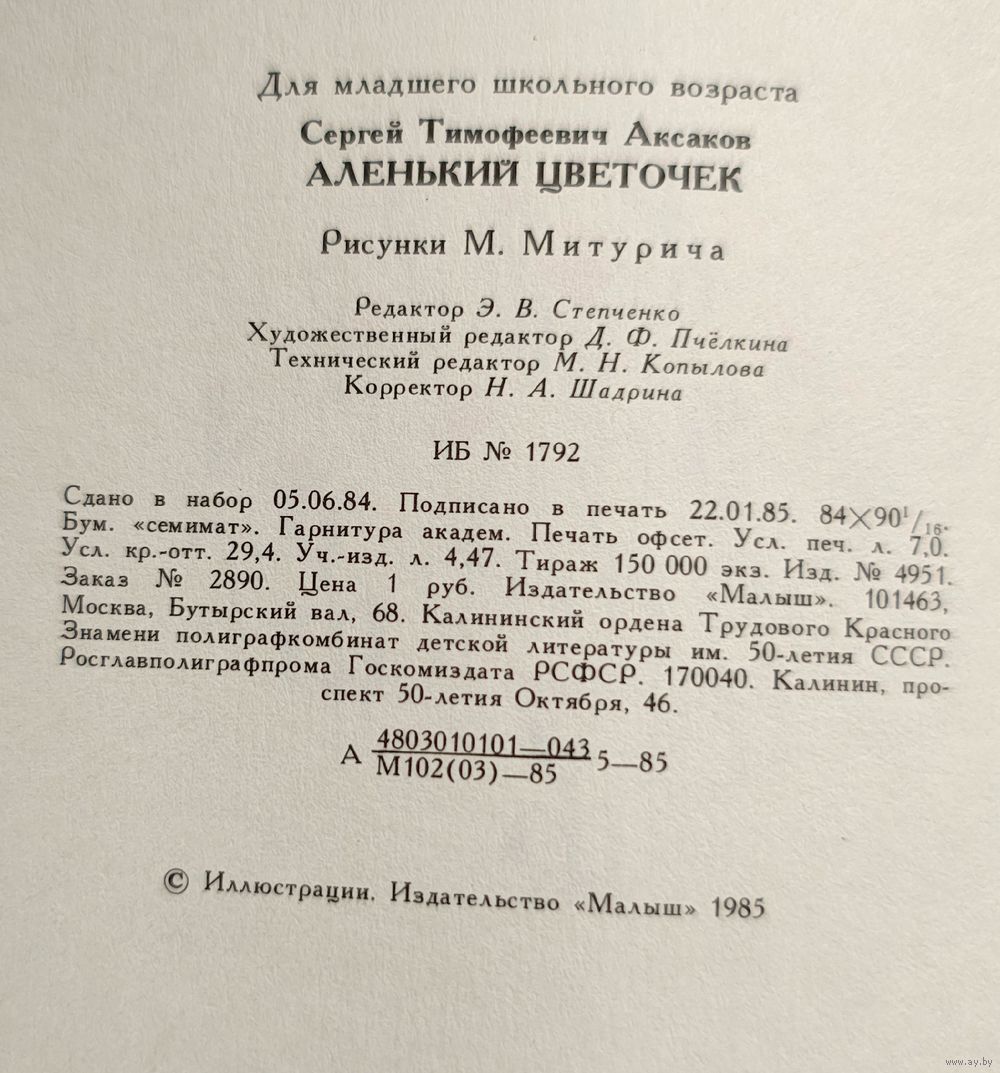 Для младшего школьного возраста
Сергей Тимофеевич Аксаков
АЛЕНЬКИЙ ЦВЕТОЧЕК
Рисунки М. Митурича
Редактор Э. В. Степченко
Художественный редактор Д. Ф. Пчёлкина
Технический редактор М. Н. Копылова
Корректор Н. А. Шадрина
ИБ № 1792
Сдано в набор 05.06.84. Подписано в печать 22.01.85. 84×90¹/₁₆.
Бум. «семимат». Гарнитура академ. Печать офсет. Усл. печ. л. 7,0.
Усл. кр.-отт. 29,4. Уч.-изд. л. 4,47. Тираж 150 000 экз. Изд. № 4951.
Заказ № 2890. Цена 1 руб. Издательство «Малыш». 101463,
Москва, Бутырский вал, 68. Калининский ордена Трудового Красного
Знамени полиграфкомбинат детской литературы им. 50-летия СССР.
Росглавполиграфпрома Госкомиздата РСФСР. 170040. Калинин, про-
спект 50-летия Октября, 46.
А 4803010101—043 5—85
М102(03)—85
© Иллюстрации. Издательство «Малыш» 1985
www.ay.by